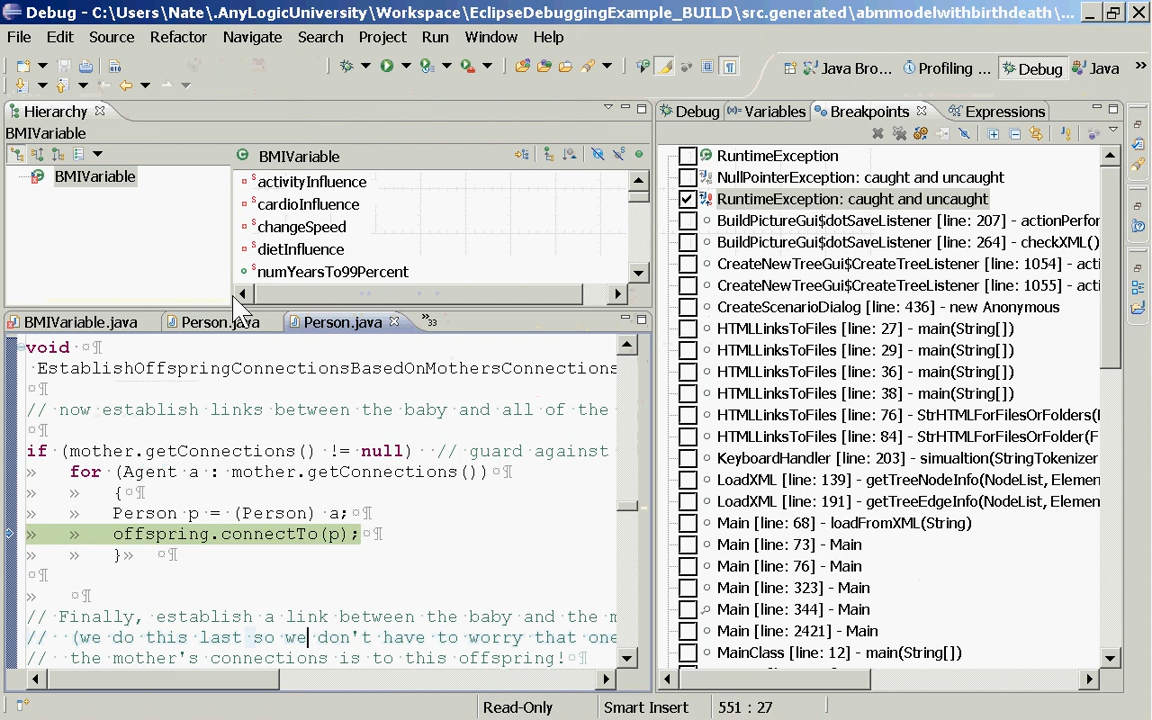 Debug - C:\Users\Nate\.AnyLogicUniversity\Workspace\EclipseDebuggingExample_BUILD\src.generated\abmmodelwithbirthdeath\...
File Edit Source Refactor Navigate Search Project Run Window Help
Java Bro... Profiling ... Debug Java »
Hierarchy
BMIVariable
BMIVariable
BMIVariable
activityInfluence
cardioInfluence
changeSpeed
dietInfluence
numYearsTo99Percent
BMIVariable.java Person.java Person.java »33
void ·¤¶
EstablishOffspringConnectionsBasedOnMothersConnections
¤¶
// now establish links between the baby and all of the
¤¶
if (mother.getConnections() != null) // guard against
» for (Agent a : mother.getConnections())¤¶
» » {¤¶
» » Person p = (Person) a;¤¶
» » offspring.connectTo(p);¤¶
» » }» ¤¶
¤¶
» ¤¶
// Finally, establish a link between the baby and the m
// (we do this last so we don't have to worry that one
// the mother's connections is to this offspring!¤¶
Debug Variables Breakpoints Expressions
RuntimeException
NullPointerException: caught and uncaught
RuntimeException: caught and uncaught
BuildPictureGui$dotSaveListener [line: 207] - actionPerfor
BuildPictureGui$dotSaveListener [line: 264] - checkXML()
CreateNewTreeGui$CreateTreeListener [line: 1054] - acti
CreateNewTreeGui$CreateTreeListener [line: 1055] - acti
CreateScenarioDialog [line: 436] - new Anonymous
HTMLLinksToFiles [line: 27] - main(String[])
HTMLLinksToFiles [line: 29] - main(String[])
HTMLLinksToFiles [line: 36] - main(String[])
HTMLLinksToFiles [line: 38] - main(String[])
HTMLLinksToFiles [line: 76] - StrHTMLForFilesOrFolders(
HTMLLinksToFiles [line: 84] - StrHTMLForFilesOrFolder(F
KeyboardHandler [line: 203] - simualtion(StringTokenizer
LoadXML [line: 139] - getTreeNodeInfo(NodeList, Elemen
LoadXML [line: 191] - getTreeEdgeInfo(NodeList, Elemen
Main [line: 68] - loadFromXML(String)
Main [line: 73] - Main
Main [line: 76] - Main
Main [line: 323] - Main
Main [line: 344] - Main
Main [line: 2421] - Main
MainClass [line: 12] - main(String[])
Read-Only Smart Insert 551 : 27